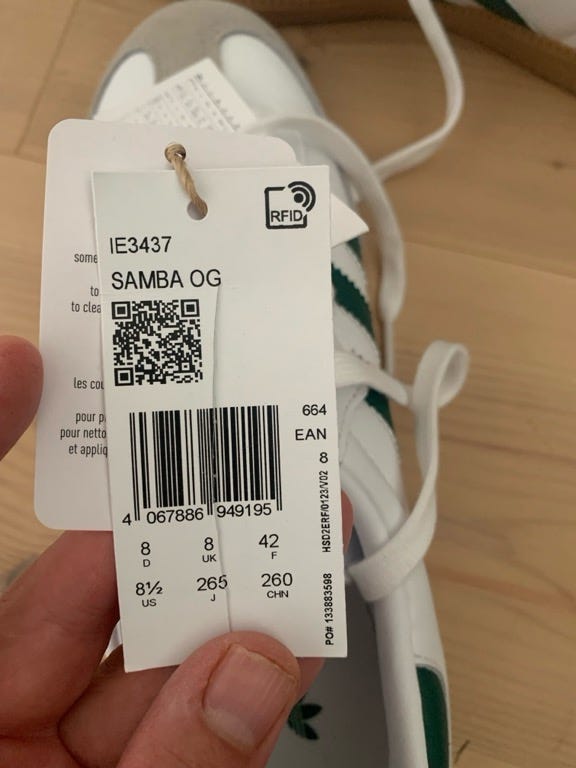 RFID
IE3437
SAMBA OG
664
EAN
8
4 067886 949195
8 D
8 UK
42 F
8½ US
265 J
260 CHN
HSD2ERF/0123/V02
PO# 133883598
some
to
to clea
les cou
pour p
pour netto
et appliq